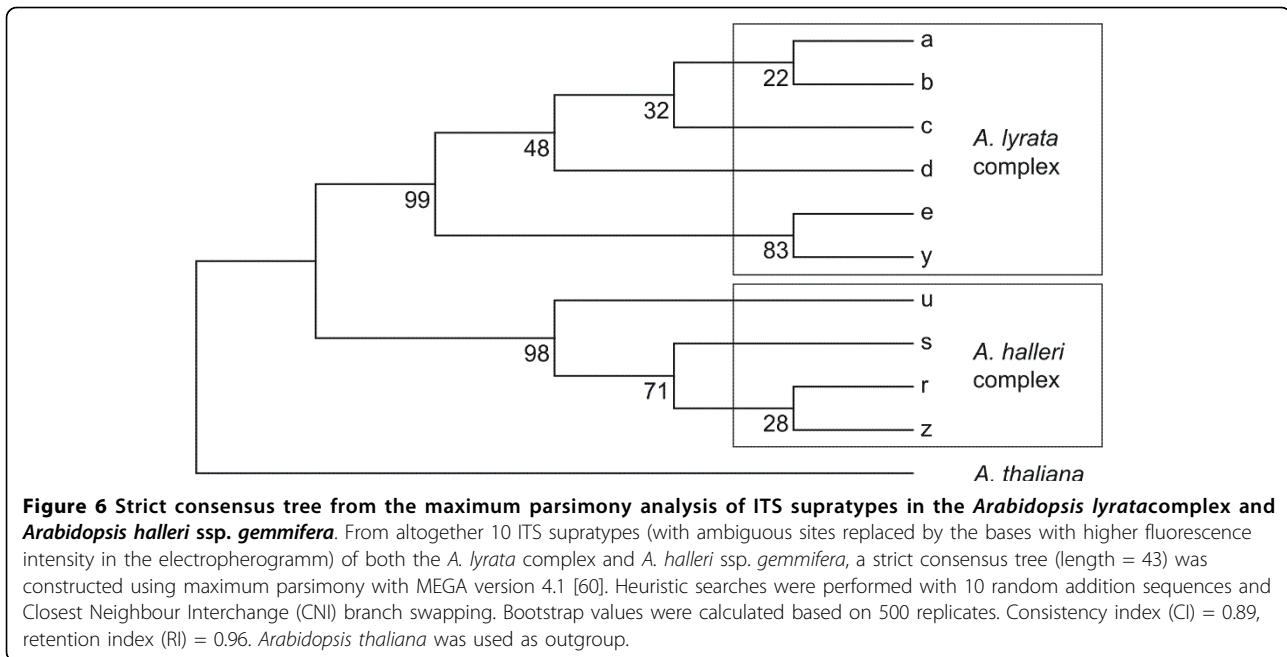 a
22
b
32
c
A. lyrata
complex
48
d
99
e
83
y
u
98
s
A. halleri
complex
71
r
28
z
A. thaliana
Figure 6 Strict consensus tree from the maximum parsimony analysis of ITS supratypes in the Arabidopsis lyratacomplex and
Arabidopsis halleri ssp. gemmifera. From altogether 10 ITS supratypes (with ambiguous sites replaced by the bases with higher fluorescence
intensity in the electropherogramm) of both the A. lyrata complex and A. halleri ssp. gemmifera, a strict consensus tree (length = 43) was
constructed using maximum parsimony with MEGA version 4.1 [60]. Heuristic searches were performed with 10 random addition sequences and
Closest Neighbour Interchange (CNI) branch swapping. Bootstrap values were calculated based on 500 replicates. Consistency index (CI) = 0.89,
retention index (RI) = 0.96. Arabidopsis thaliana was used as outgroup.